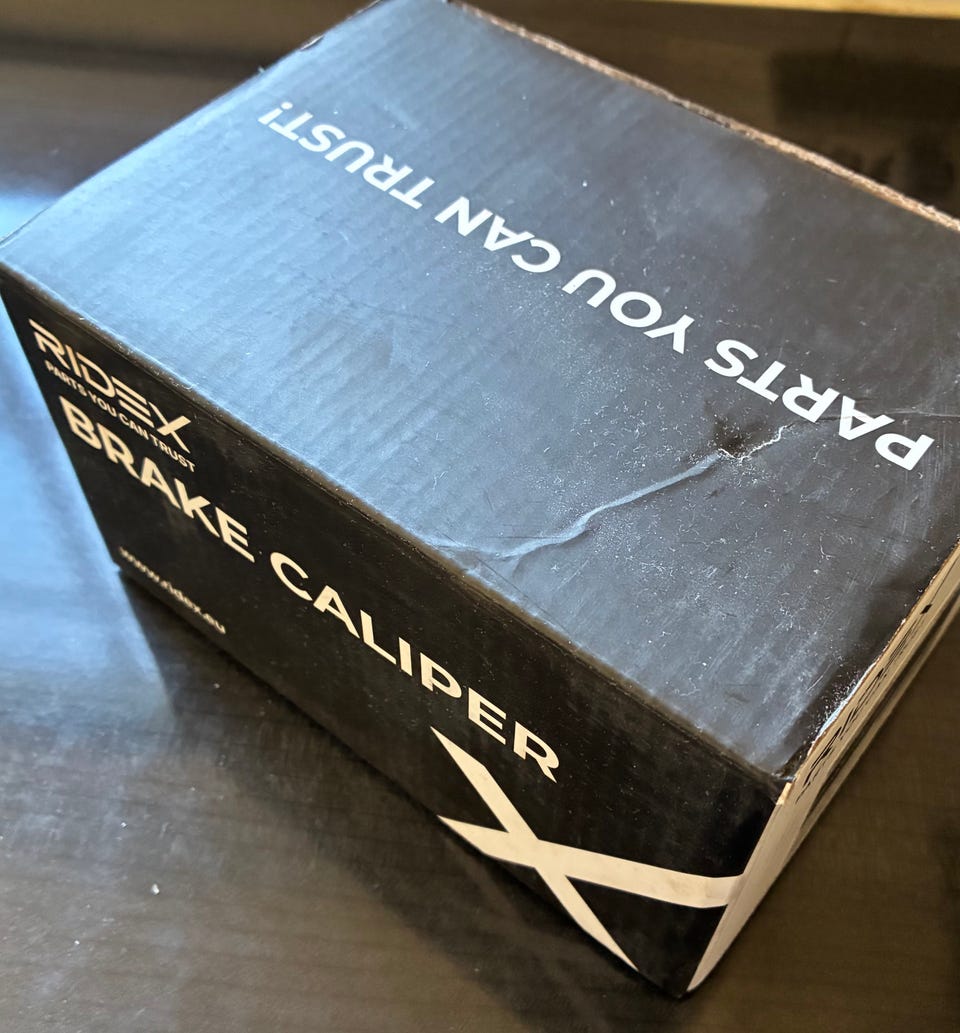 PARTS YOU CAN TRUST!
RIDEX
PARTS YOU CAN TRUST
BRAKE CALIPER
www.ridex.eu